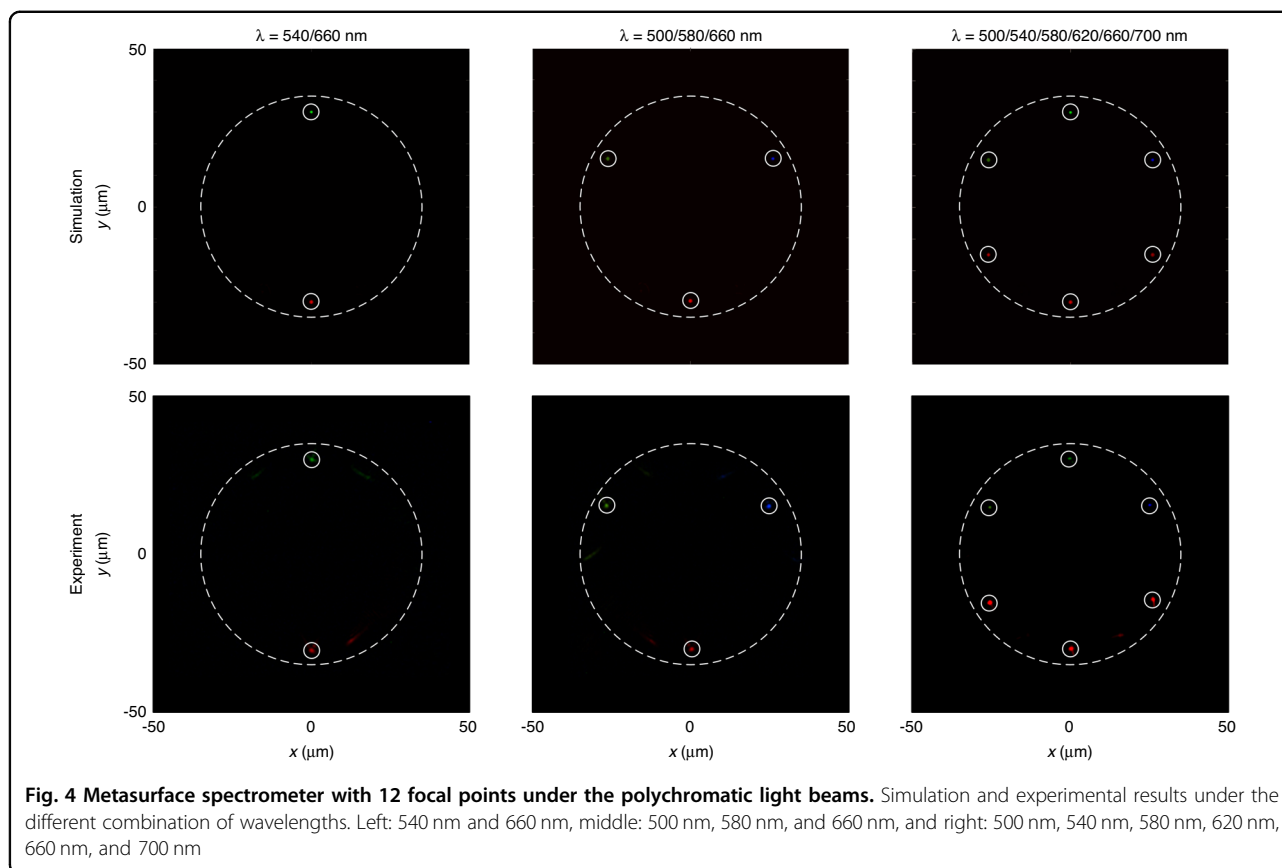 λ = 540/660 nm
λ = 500/580/660 nm
λ = 500/540/580/620/660/700 nm
50
Simulation
y (μm)
0
-50
50
Experiment
y (μm)
0
-50
-50 0 50
-50 0 50
-50 0 50
x (μm)
x (μm)
x (μm)
Fig. 4 Metasurface spectrometer with 12 focal points under the polychromatic light beams. Simulation and experimental results under the
different combination of wavelengths. Left: 540 nm and 660 nm, middle: 500 nm, 580 nm, and 660 nm, and right: 500 nm, 540 nm, 580 nm, 620 nm,
660 nm, and 700 nm